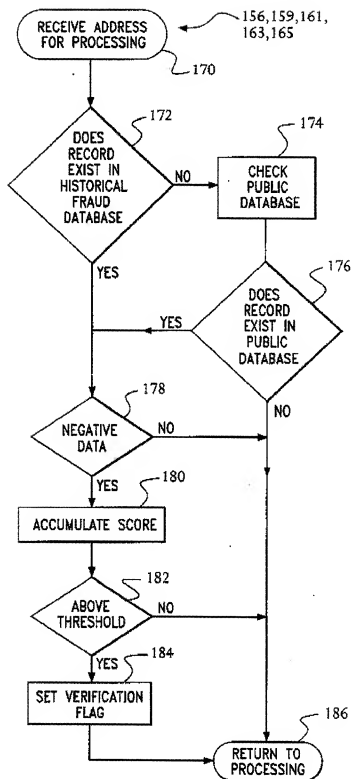 RECEIVE ADDRESS
FOR PROCESSING
156,159,161,
163,165
170
172
DOES
RECORD
EXIST IN
HISTORICAL
FRAUD
DATABASE
NO
YES
174
CHECK
PUBLIC
DATABASE
176
DOES
RECORD
EXIST IN
PUBLIC
DATABASE
YES
NO
178
NEGATIVE
DATA
NO
YES
180
ACCUMULATE SCORE
182
ABOVE
THRESHOLD
NO
YES
184
SET VERIFICATION
FLAG
186
RETURN TO
PROCESSING